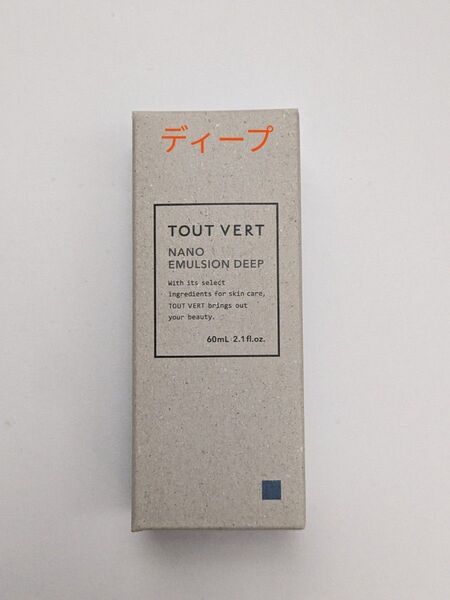 ディープ
TOUT VERT
NANO
EMULSION DEEP
With its select
ingredients for skin care,
TOUT VERT brings out
your beauty.
60mL 2.1fl.oz.